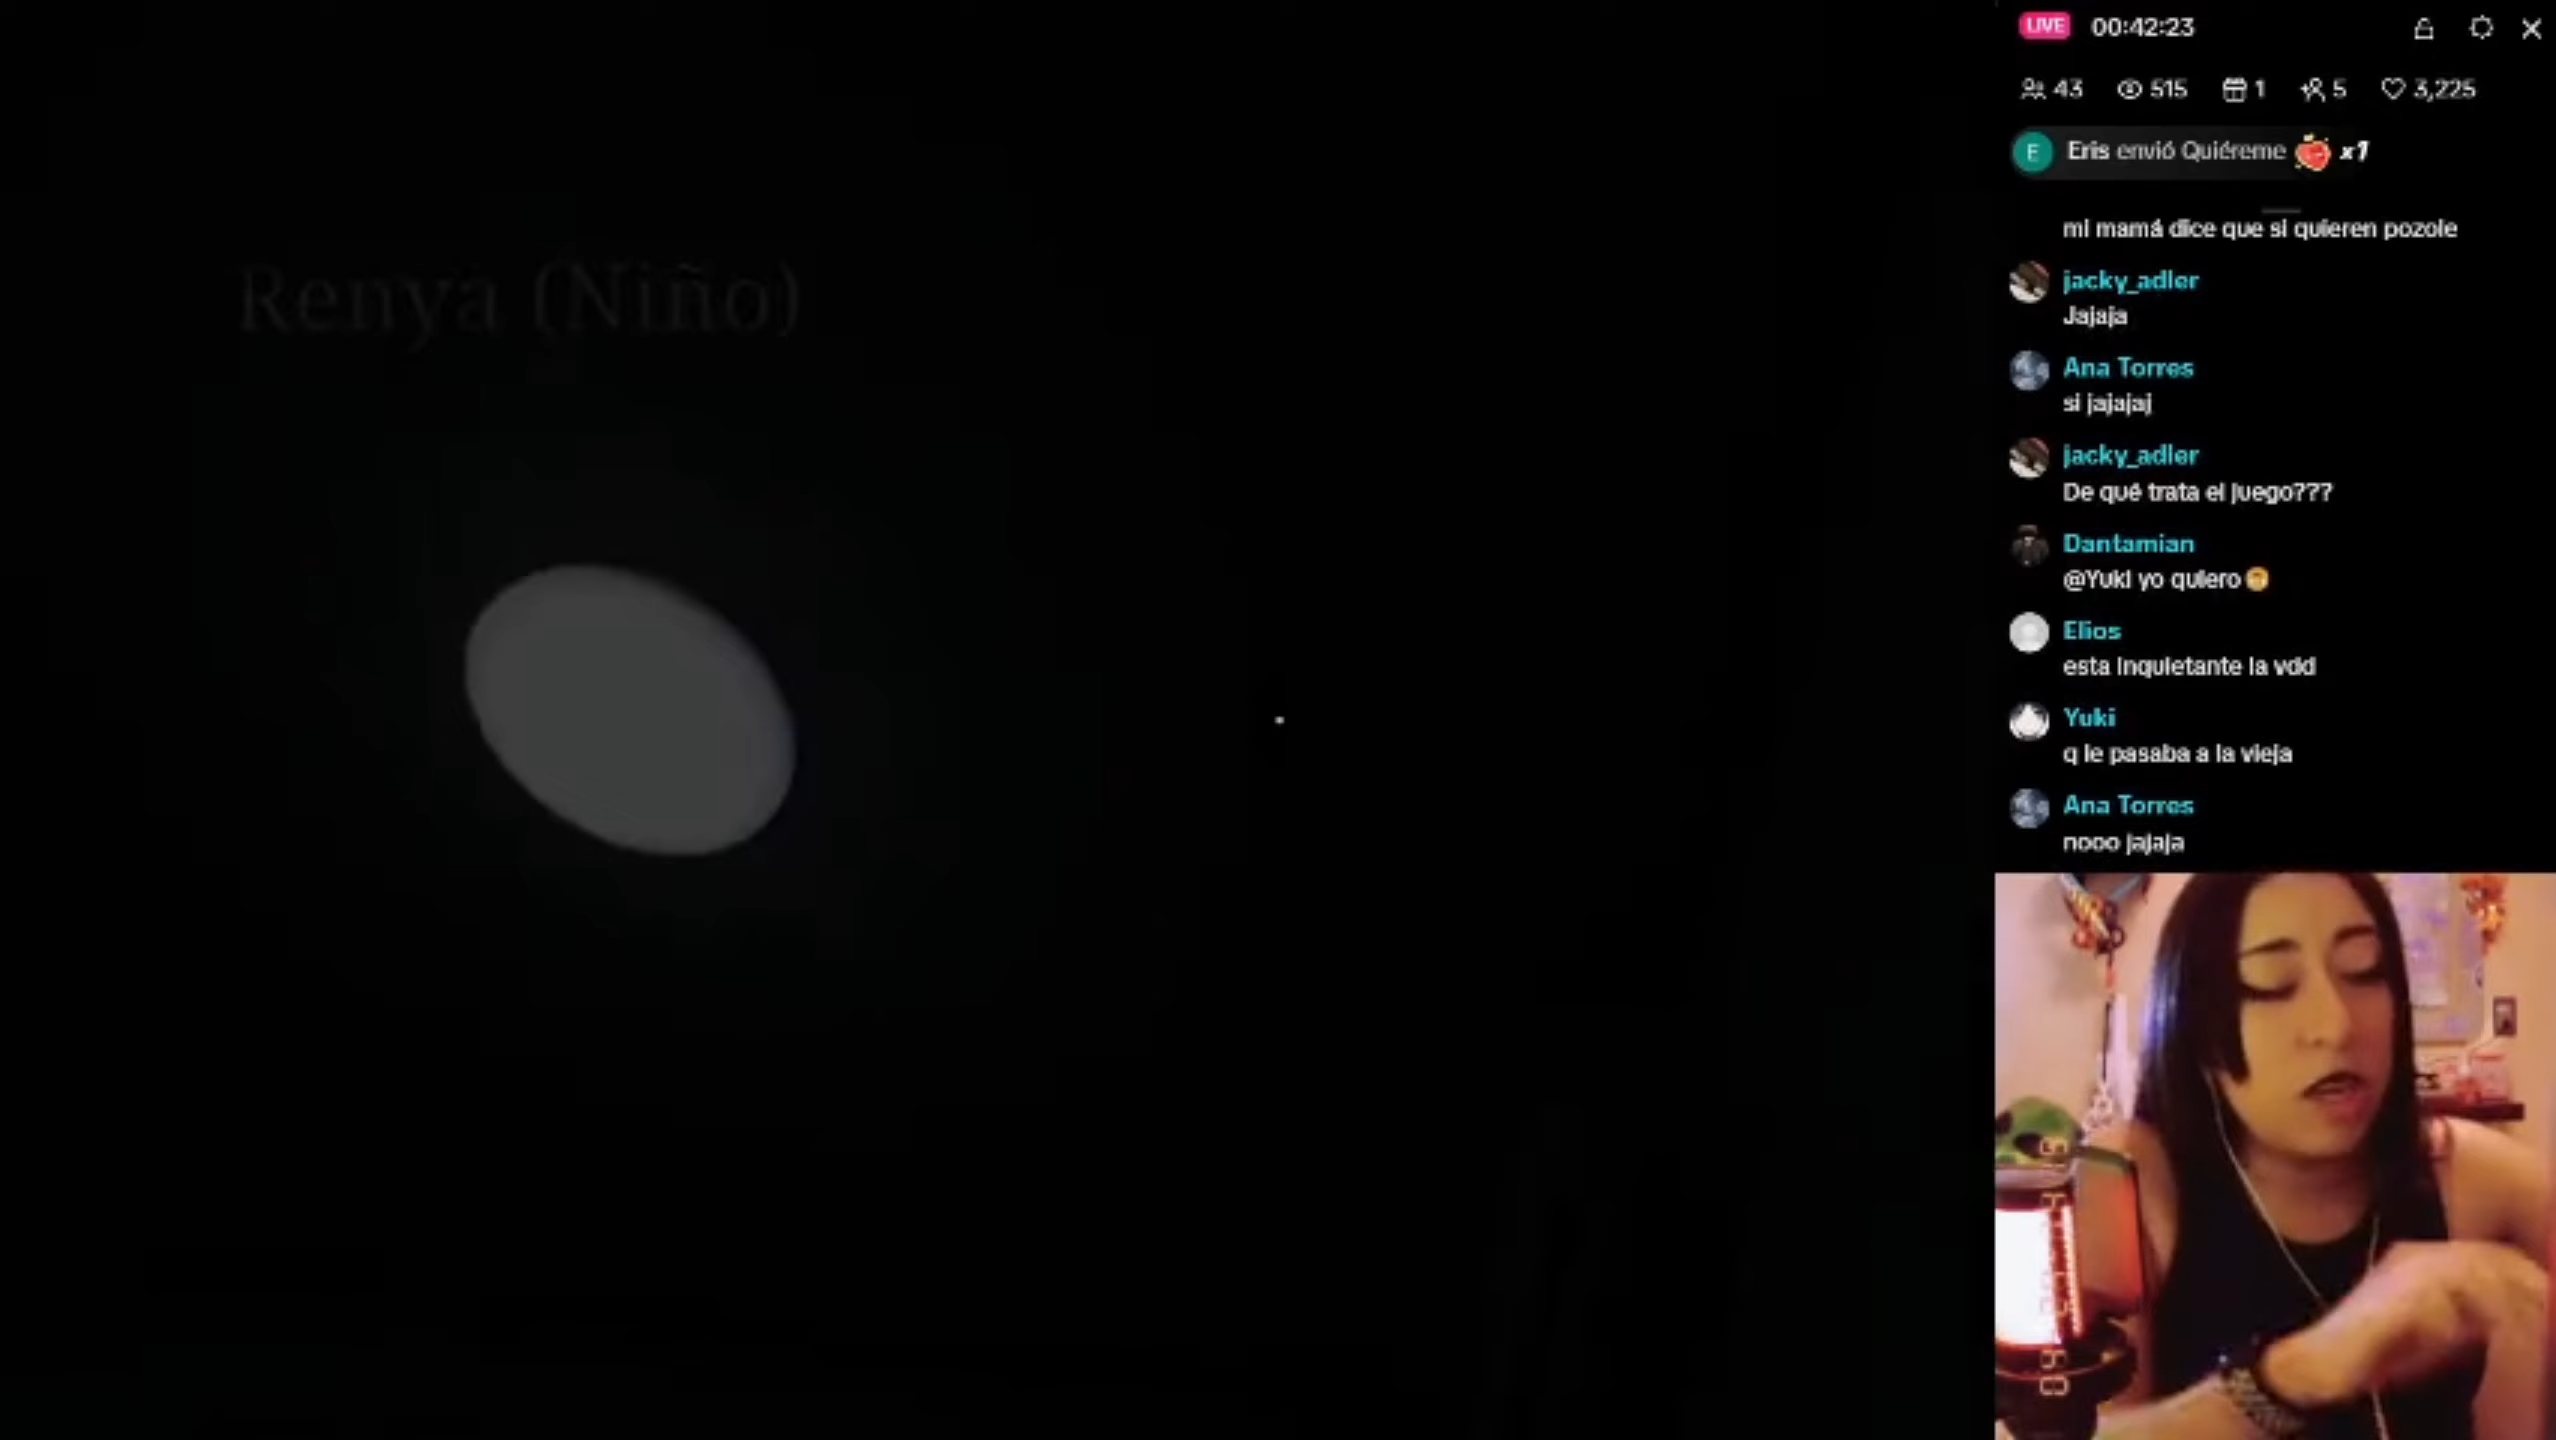 Renya (Niño)
LIVE 00:42:23
43 515 1 5 3,225
E Eris envió Quiéreme x1
mi mamá dice que si quieren pozole
jacky_adler
Jajaja
Ana Torres
si jajajaj
jacky_adler
De qué trata el juego???
Dantamian
@Yuki yo quiero
Elios
esta inquietante la vdd
Yuki
q le pasaba a la vieja
Ana Torres
nooo jajaja